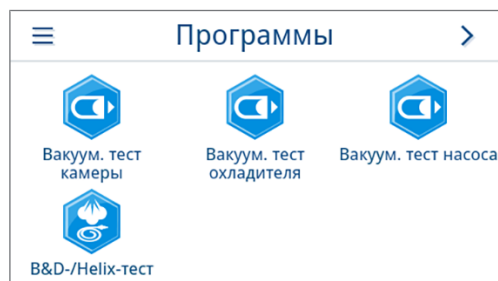 Программы
Вакуум. тест
камеры
Вакуум. тест
охладителя
Вакуум. тест насоса
B&D-/Helix-тест